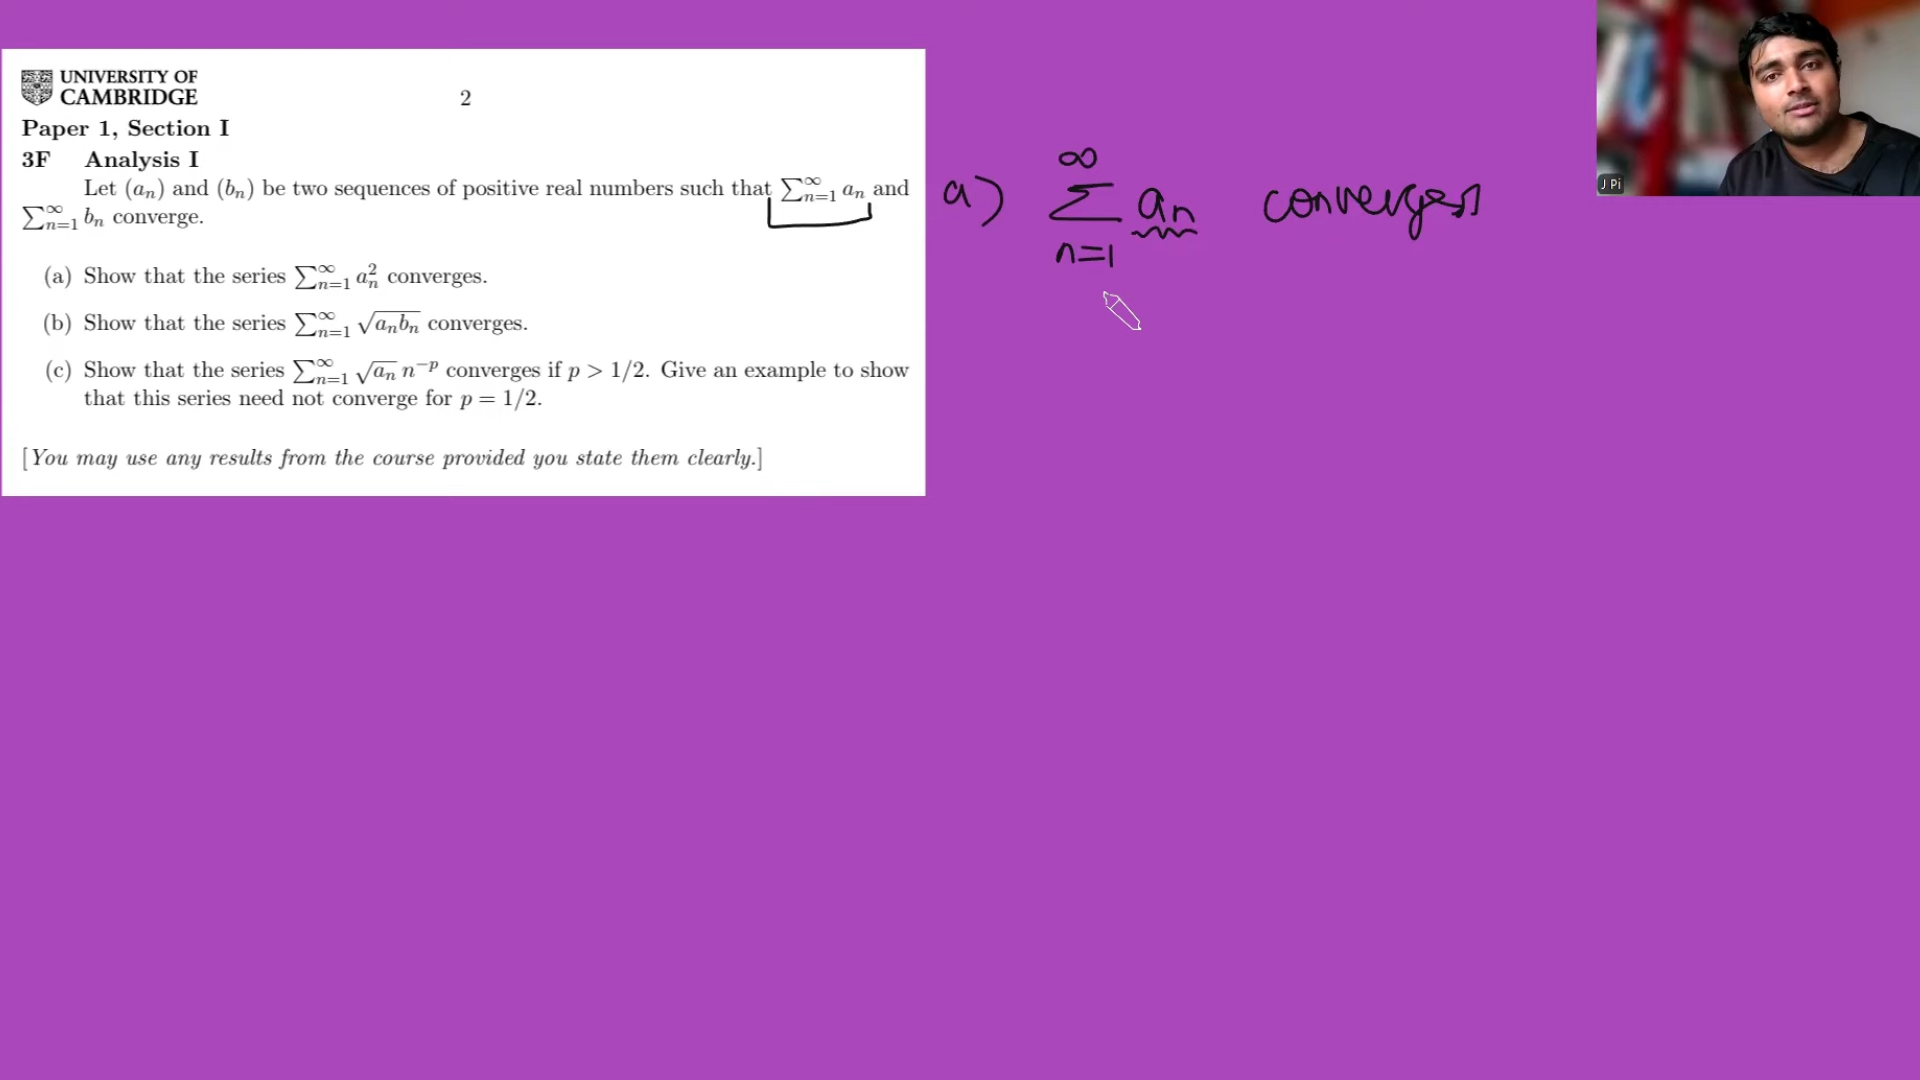 UNIVERSITY OF
CAMBRIDGE
2
Paper 1, Section I
3F Analysis I
Let (aₙ) and (bₙ) be two sequences of positive real numbers such that ∑ₙ₌₁^∞ aₙ and
∑ₙ₌₁^∞ bₙ converge.
(a) Show that the series ∑ₙ₌₁^∞ aₙ² converges.
(b) Show that the series ∑ₙ₌₁^∞ √(aₙbₙ) converges.
(c) Show that the series ∑ₙ₌₁^∞ √aₙ n⁻ᵖ converges if p > 1/2. Give an example to show
that this series need not converge for p = 1/2.
[You may use any results from the course provided you state them clearly.]
a) ∑ₙ₌₁^∞ aₙ converges
J Pi